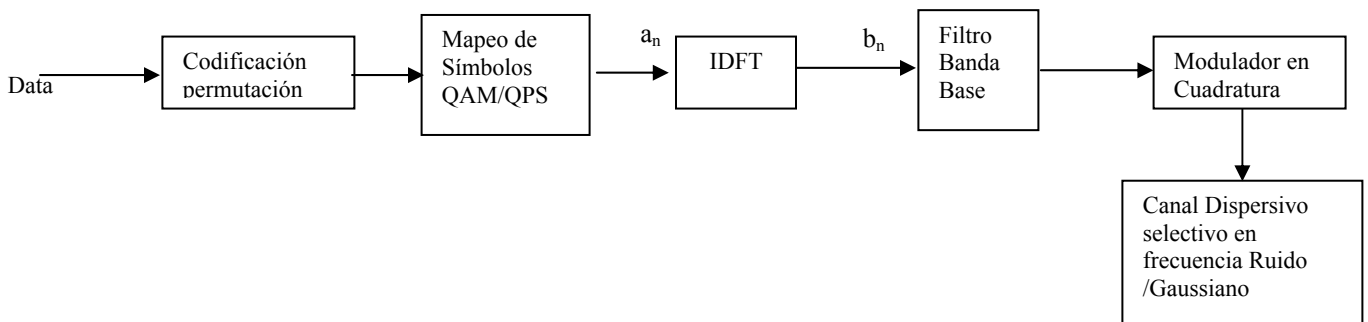 Data
Codificación
permutación
Mapeo de
Símbolos
QAM/QPS
aₙ
IDFT
bₙ
Filtro
Banda
Base
Modulador en
Cuadratura
Canal Dispersivo
selectivo en
frecuencia Ruido
/Gaussiano